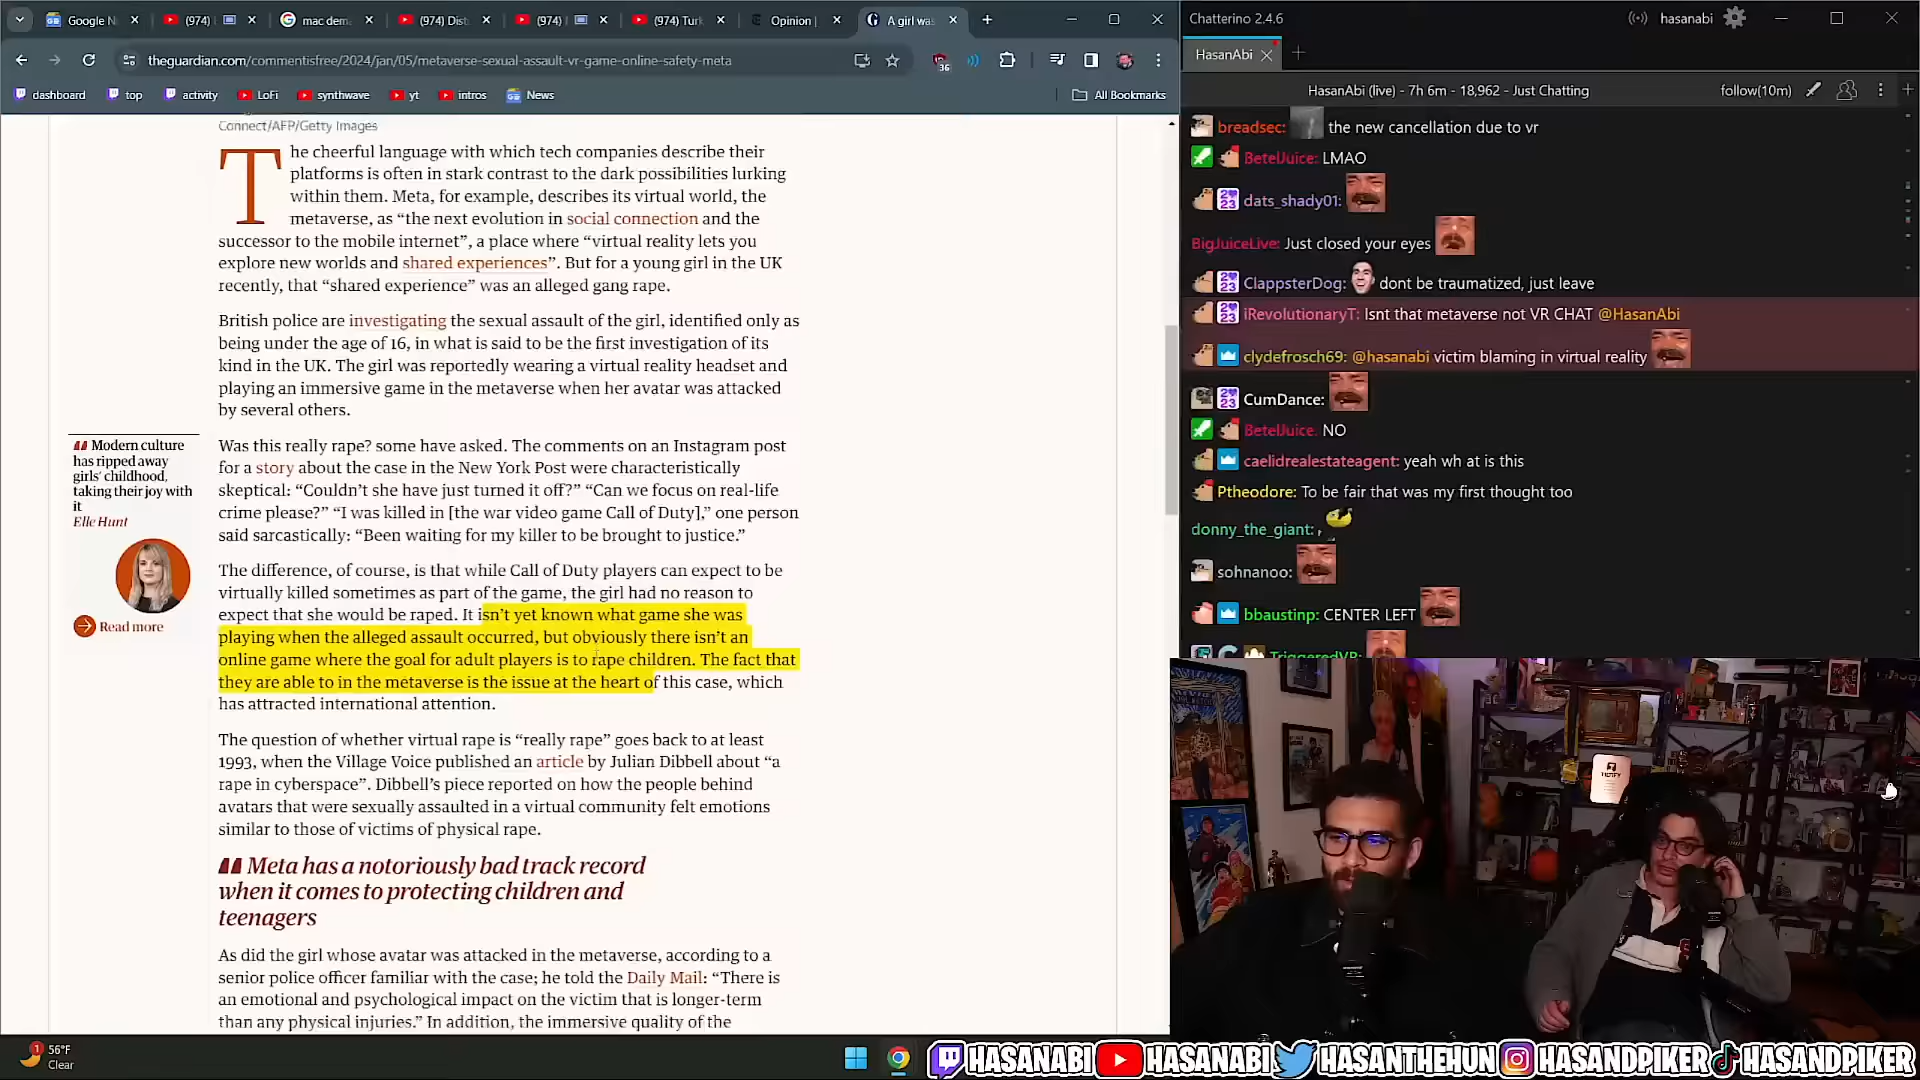 Google N
(974)
(974) I
mac dem
(974) Dist
(974)
(974) Turk
Opinion |
A girl was
theguardian.com/commentisfree/2024/jan/05/metaverse-sexual-assault-vr-game-online-safety-meta
36
dashboard
top
activity
LoFi
synthwave
yt
intros
News
All Bookmarks
Connect/AFP/Getty Images
The cheerful language with which tech companies describe their
platforms is often in stark contrast to the dark possibilities lurking
within them. Meta, for example, describes its virtual world, the
metaverse, as “the next evolution in social connection and the
successor to the mobile internet”, a place where “virtual reality lets you
explore new worlds and shared experiences”. But for a young girl in the UK
recently, that “shared experience” was an alleged gang rape.
British police are investigating the sexual assault of the girl, identified only as
being under the age of 16, in what is said to be the first investigation of its
kind in the UK. The girl was reportedly wearing a virtual reality headset and
playing an immersive game in the metaverse when her avatar was attacked
by several others.
Modern culture
has ripped away
girls’ childhood,
taking their joy with
it
Elle Hunt
Read more
Was this really rape? some have asked. The comments on an Instagram post
for a story about the case in the New York Post were characteristically
skeptical: “Couldn’t she have just turned it off?” “Can we focus on real-life
crime please?” “I was killed in [the war video game Call of Duty],” one person
said sarcastically: “Been waiting for my killer to be brought to justice.”
The difference, of course, is that while Call of Duty players can expect to be
virtually killed sometimes as part of the game, the girl had no reason to
expect that she would be raped. It isn’t yet known what game she was
playing when the alleged assault occurred, but obviously there isn’t an
online game where the goal for adult players is to rape children. The fact that
they are able to in the metaverse is the issue at the heart of this case, which
has attracted international attention.
The question of whether virtual rape is “really rape” goes back to at least
1993, when the Village Voice published an article by Julian Dibbell about “a
rape in cyberspace”. Dibbell’s piece reported on how the people behind
avatars that were sexually assaulted in a virtual community felt emotions
similar to those of victims of physical rape.
Meta has a notoriously bad track record
when it comes to protecting children and
teenagers
As did the girl whose avatar was attacked in the metaverse, according to a
senior police officer familiar with the case; he told the Daily Mail: “There is
an emotional and psychological impact on the victim that is longer-term
than any physical injuries.” In addition, the immersive quality of the
1
56°F
Clear
Chatterino 2.4.6
hasanabi
HasanAbi
HasanAbi (live) - 7h 6m - 18,962 - Just Chatting
follow(10m)
breadsec: the new cancellation due to vr
BetelJuice: LMAO
dats_shady01:
BigJuiceLive: Just closed your eyes
ClappsterDog: dont be traumatized, just leave
iRevolutionaryT: Isnt that metaverse not VR CHAT @HasanAbi
clydefrosch69: @hasanabi victim blaming in virtual reality
CumDance:
BetelJuice: NO
caelidrealestateagent: yeah wh at is this
Ptheodore: To be fair that was my first thought too
donny_the_giant: ,
sohnanoo:
bbaustinp: CENTER LEFT
TriggeredVR:
HASANABI
HASANABI
HASANTHEHUN
HASANDPIKER
HASANDPIKER